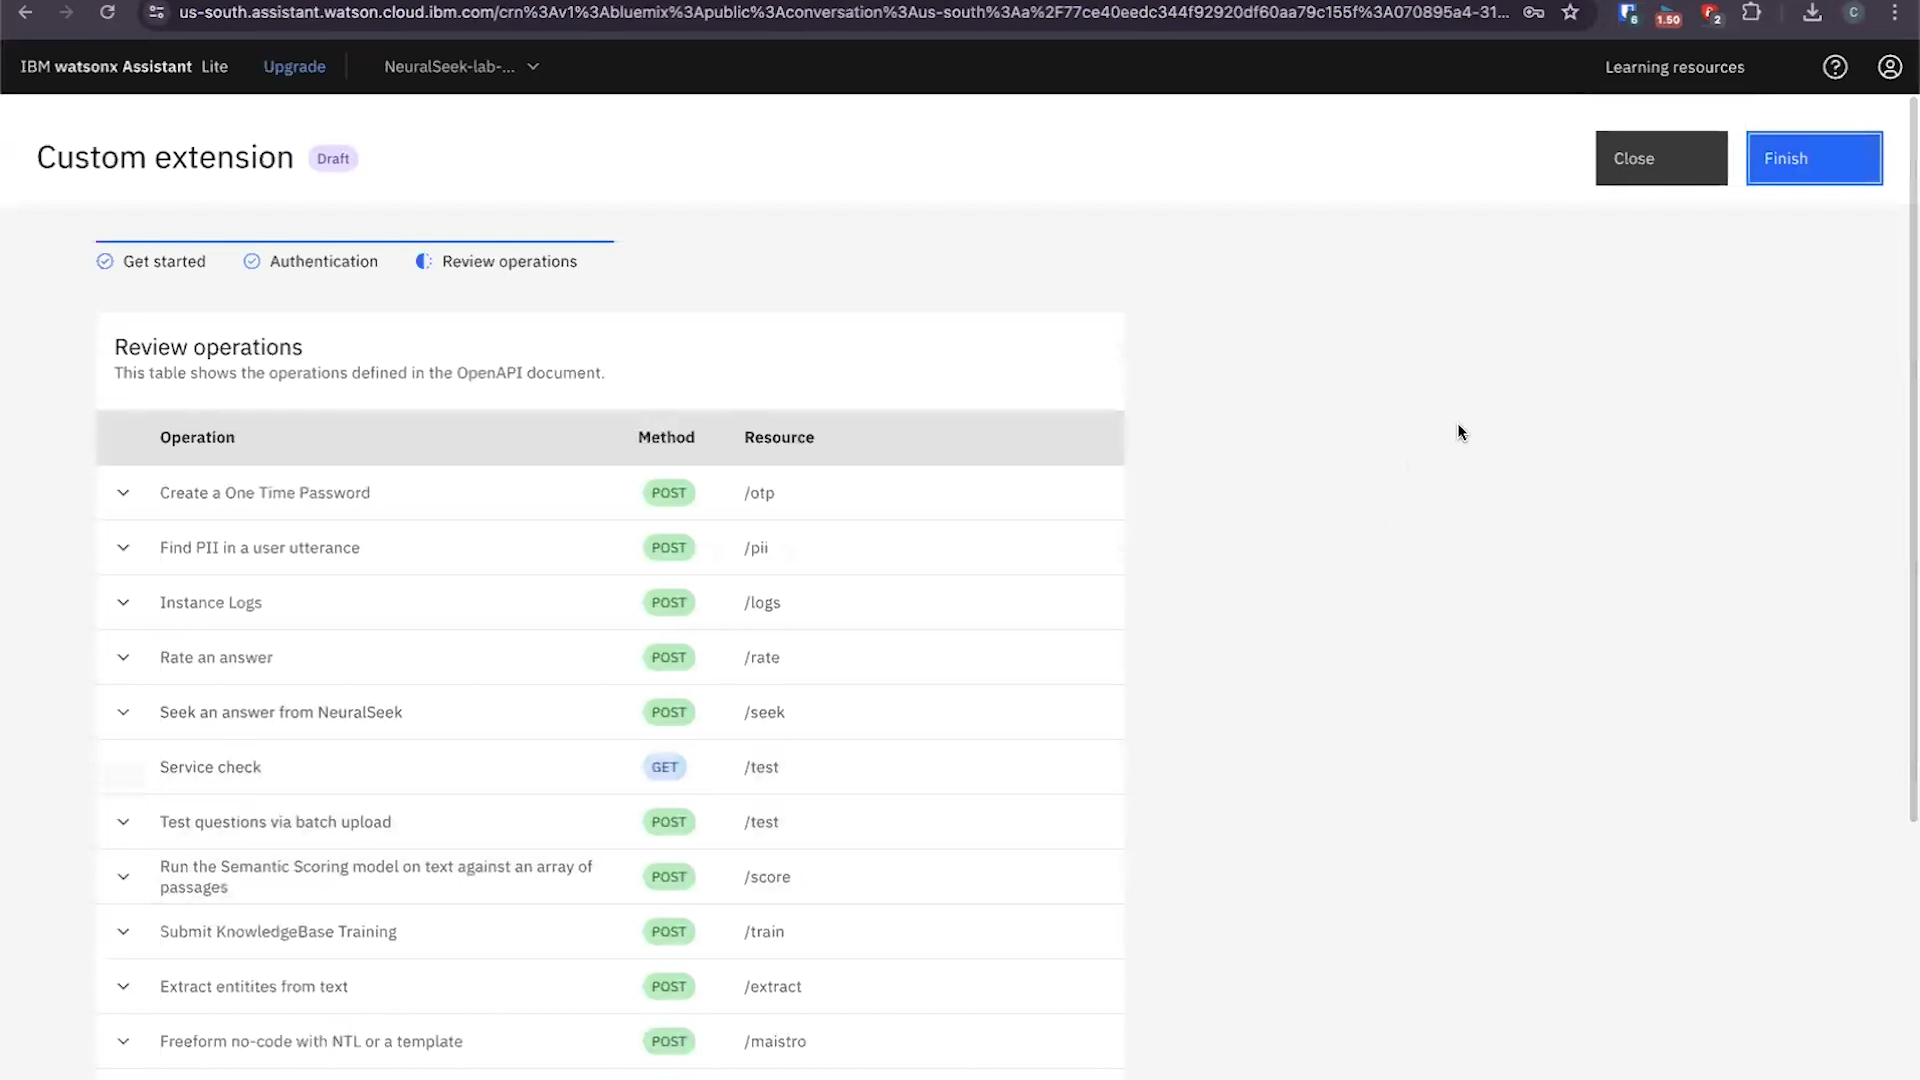 us-south.assistant.watson.cloud.ibm.com/crn%3Av1%3Abluemix%3Apublic%3Aconversation%3Aus-south%3Aa%2F77ce40eedc344f92920df60aa79c155f%3A070895a4-31...
6
1.50
2
C
IBM watsonx Assistant Lite
Upgrade
NeuralSeek-lab-...
Learning resources
Custom extension
Draft
Close
Finish
Get started
Authentication
Review operations
Review operations
This table shows the operations defined in the OpenAPI document.
Operation Method Resource
Create a One Time Password POST /otp
Find PII in a user utterance POST /pii
Instance Logs POST /logs
Rate an answer POST /rate
Seek an answer from NeuralSeek POST /seek
Service check GET /test
Test questions via batch upload POST /test
Run the Semantic Scoring model on text against an array of
passages POST /score
Submit KnowledgeBase Training POST /train
Extract entitites from text POST /extract
Freeform no-code with NTL or a template POST /maistro